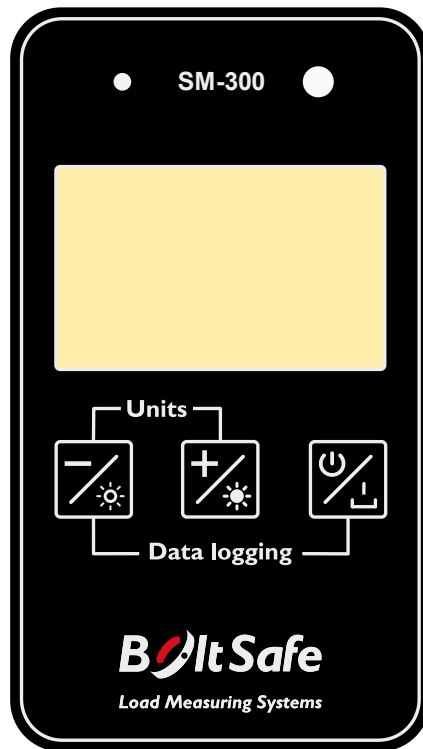 SM-300
Units
Data logging
BoltSafe
Load Measuring Systems